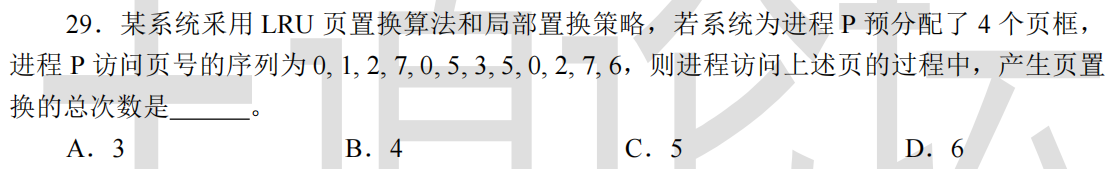 29．某系统采用 LRU 页置换算法和局部置换策略，若系统为进程 P 预分配了 4 个页框，
进程 P 访问页号的序列为 0, 1, 2, 7, 0, 5, 3, 5, 0, 2, 7, 6，则进程访问上述页的过程中，产生页置
换的总次数是______。
A．3 B．4 C．5 D．6